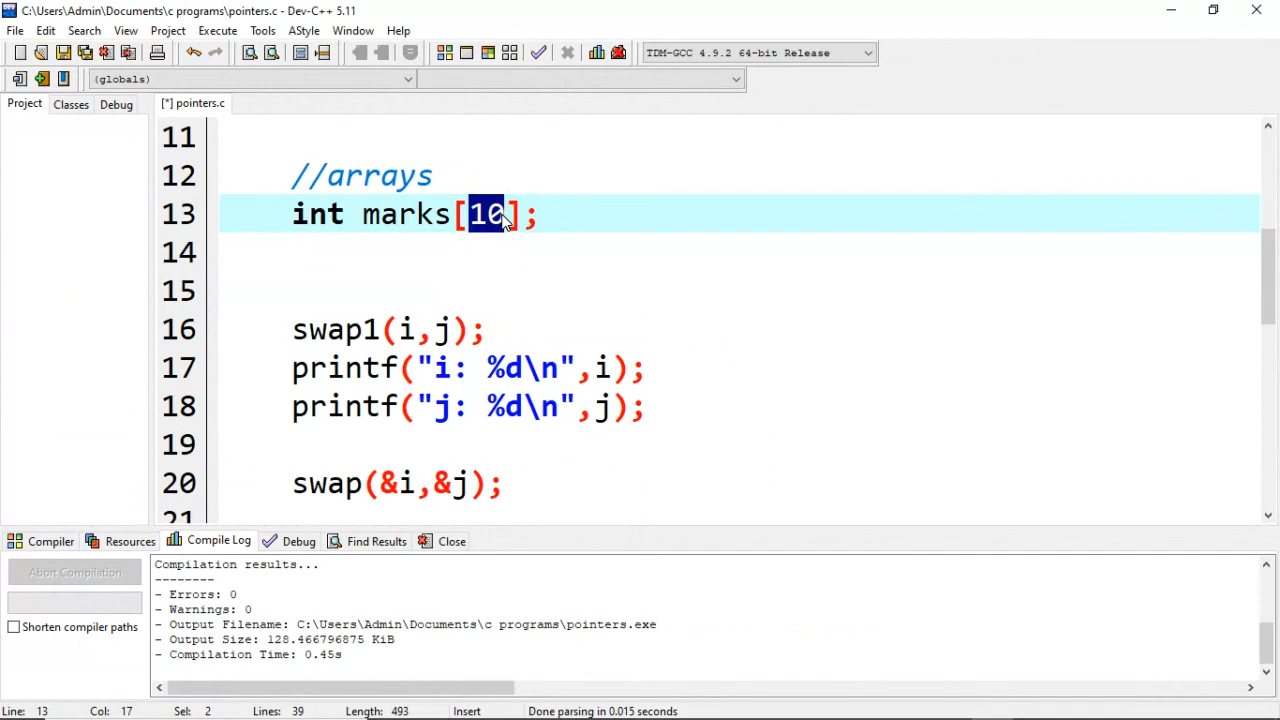 C:\Users\Admin\Documents\c programs\pointers.c - Dev-C++ 5.11
File Edit Search View Project Execute Tools AStyle Window Help
TDM-GCC 4.9.2 64-bit Release
(globals)
Project Classes Debug [*] pointers.c
11
12 //arrays
13 int marks[10];
14
15
16 swap1(i,j);
17 printf("i: %d\n",i);
18 printf("j: %d\n",j);
19
20 swap(&i,&j);
21
Compiler Resources Compile Log Debug Find Results Close
Abort Compilation
Shorten compiler paths
Compilation results...
--------
- Errors: 0
- Warnings: 0
- Output Filename: C:\Users\Admin\Documents\c programs\pointers.exe
- Output Size: 128.466796875 KiB
- Compilation Time: 0.45s
Line: 13 Col: 17 Sel: 2 Lines: 39 Length: 493 Insert Done parsing in 0.015 seconds